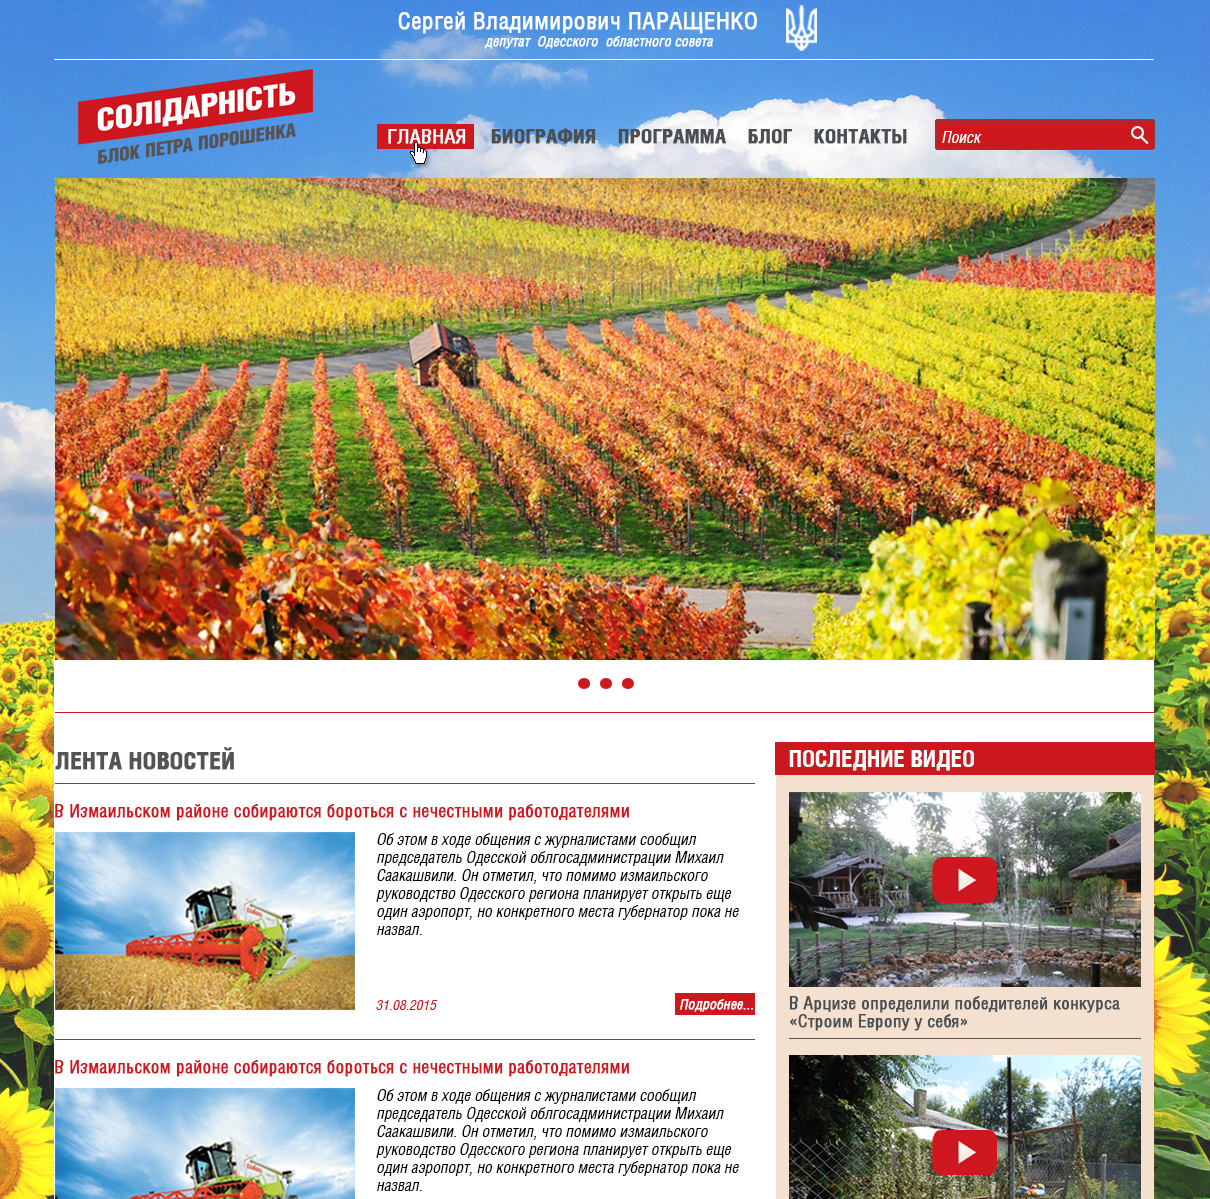 Сергей Владимирович ПАРАЩЕНКО
депутат Одесского областного совета
СОЛІДАРНІСТЬ
БЛОК ПЕТРА ПОРОШЕНКА
ГЛАВНАЯ БИОГРАФИЯ ПРОГРАММА БЛОГ КОНТАКТЫ Поиск
ЛЕНТА НОВОСТЕЙ
В Измаильском районе собираются бороться с нечестными работодателями
Об этом в ходе общения с журналистами сообщил
председатель Одесской облгосадминистрации Михаил
Саакашвили. Он отметил, что помимо измаильского
руководство Одесского региона планирует открыть еще
один аэропорт, но конкретного места губернатор пока не
назвал.
31.08.2015 Подробнее...
В Измаильском районе собираются бороться с нечестными работодателями
Об этом в ходе общения с журналистами сообщил
председатель Одесской облгосадминистрации Михаил
Саакашвили. Он отметил, что помимо измаильского
руководство Одесского региона планирует открыть еще
один аэропорт, но конкретного места губернатор пока не
назвал.
ПОСЛЕДНИЕ ВИДЕО
В Арцизе определили победителей конкурса
«Строим Европу у себя»